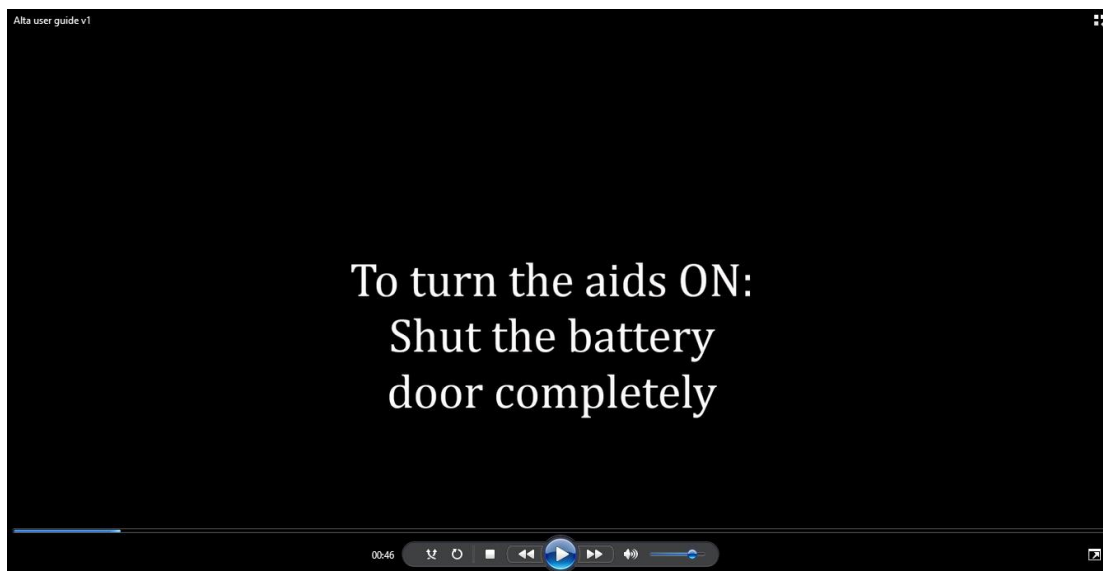 Alta user guide v1
To turn the aids ON:
Shut the battery
door completely
00:46